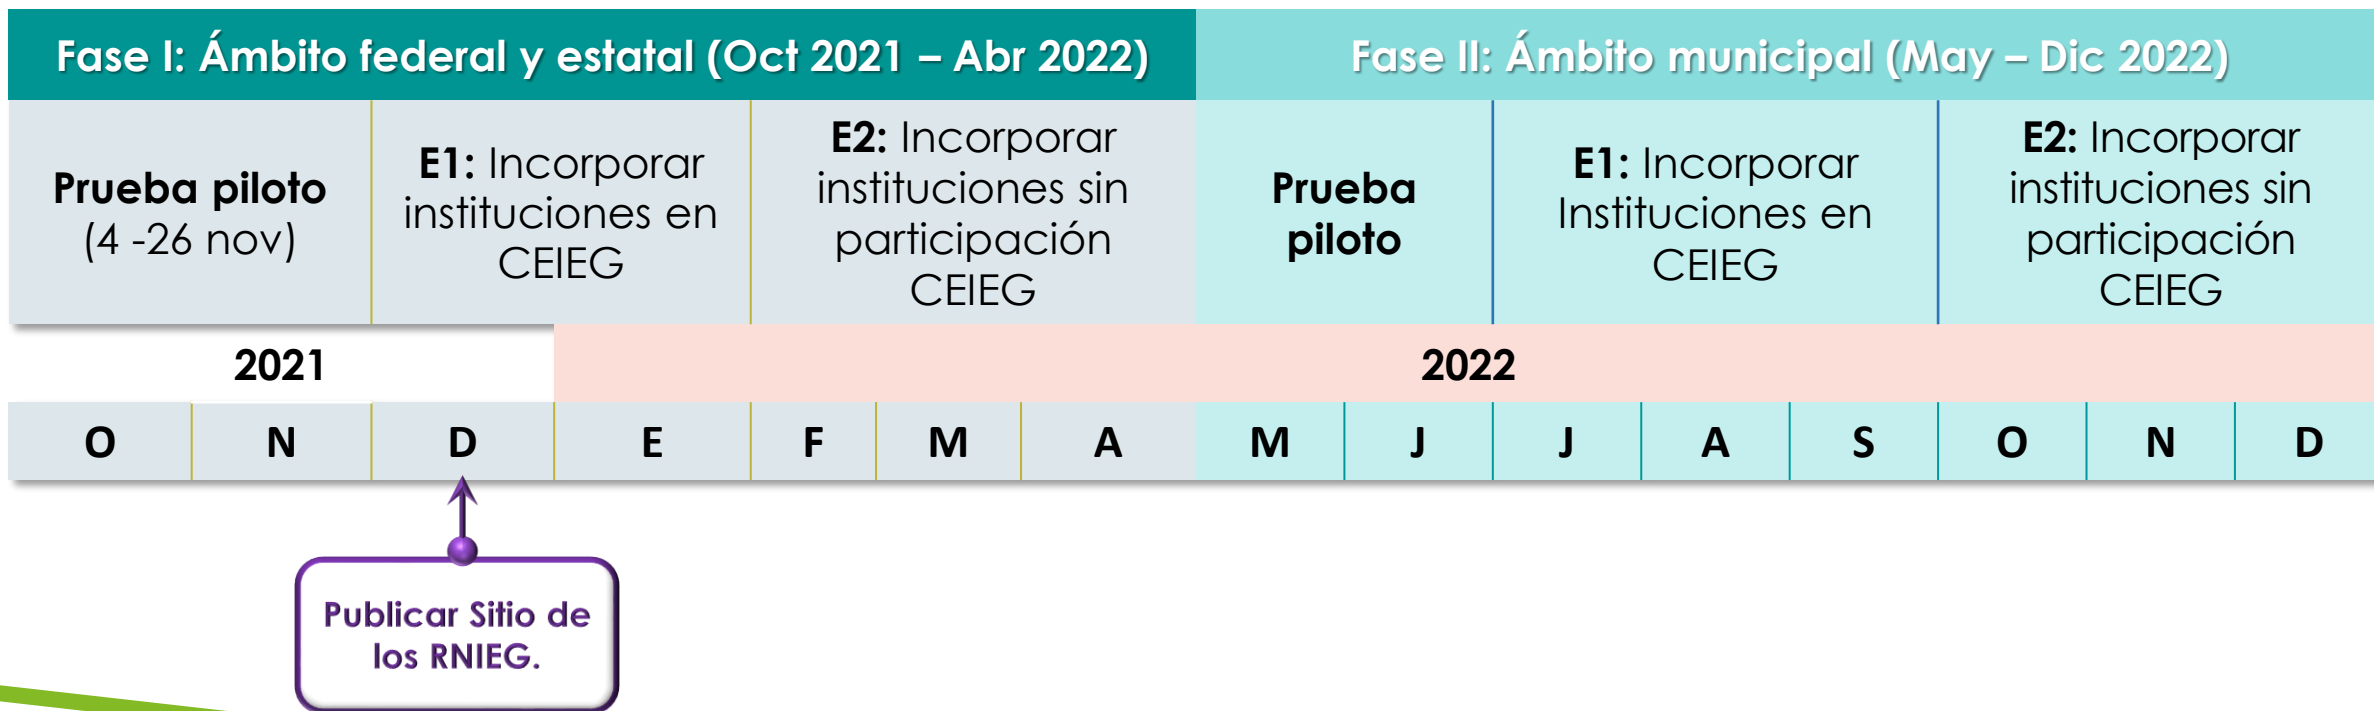 Fase I: Ámbito federal y estatal (Oct 2021 – Abr 2022)
Fase II: Ámbito municipal (May – Dic 2022)
Prueba piloto
(4 -26 nov)
E1: Incorporar
instituciones en
CEIEG
E2: Incorporar
instituciones sin
participación
CEIEG
Prueba
piloto
E1: Incorporar
Instituciones en
CEIEG
E2: Incorporar
instituciones sin
participación
CEIEG
2021
2022
O N D E F M A M J J A S O N D
Publicar Sitio de
los RNIEG.